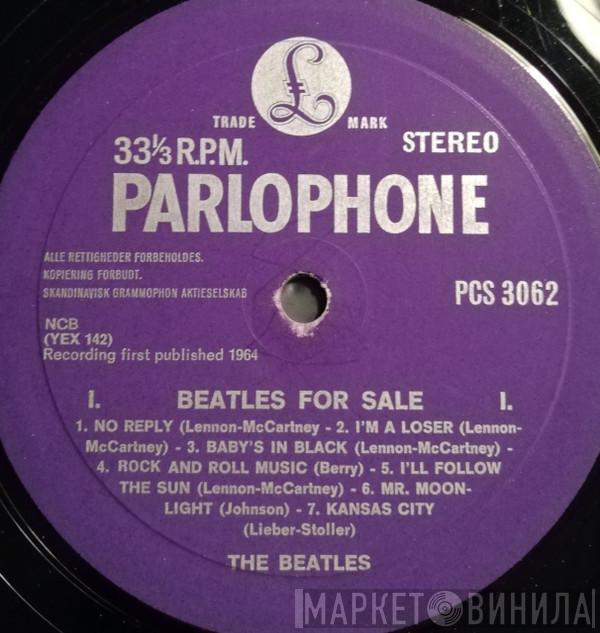 £
TRADE MARK
33⅓ R.P.M. STEREO
PARLOPHONE
ALLE RETTIGHEDER FORBEHOLDES.
KOPIERING FORBUDT.
SKANDINAVISK GRAMMOPHON AKTIESELSKAB
PCS 3062
NCB
(YEX 142)
Recording first published 1964
I. BEATLES FOR SALE I.
1. NO REPLY (Lennon-McCartney - 2. I'M A LOSER (Lennon-
McCartney) - 3. BABY'S IN BLACK (Lennon-McCartney) -
4. ROCK AND ROLL MUSIC (Berry) - 5. I'LL FOLLOW
THE SUN (Lennon-McCartney) - 6. MR. MOON-
LIGHT (Johnson) - 7. KANSAS CITY
(Lieber-Stoller)
THE BEATLES
МАРКЕТ ВИНИЛА